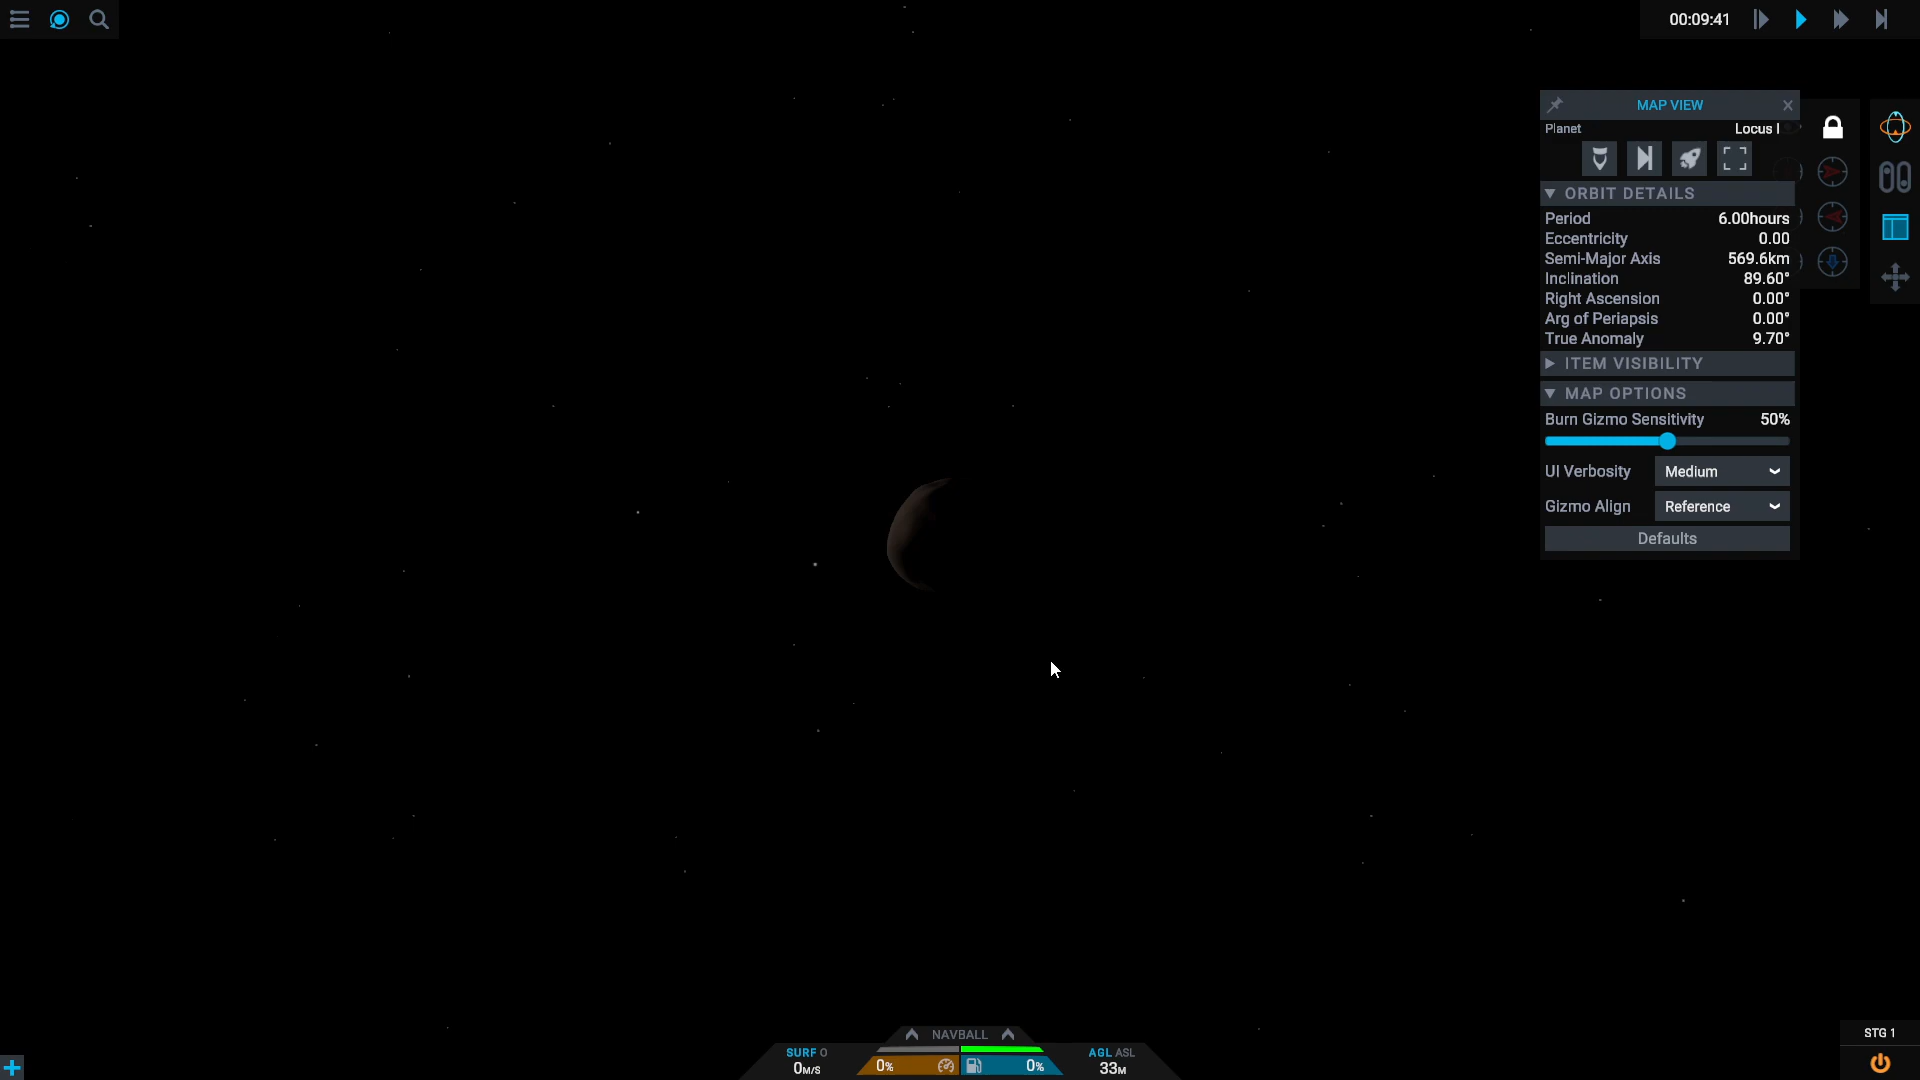 00:09:41
MAP VIEW
Planet Locus I
ORBIT DETAILS
Period 6.00hours
Eccentricity 0.00
Semi-Major Axis 569.6km
Inclination 89.60°
Right Ascension 0.00°
Arg of Periapsis 0.00°
True Anomaly 9.70°
ITEM VISIBILITY
MAP OPTIONS
Burn Gizmo Sensitivity 50%
UI Verbosity Medium
Gizmo Align Reference
Defaults
NAVBALL
SURF O AGL ASL
0M/S 0% 0% 33M
STG 1